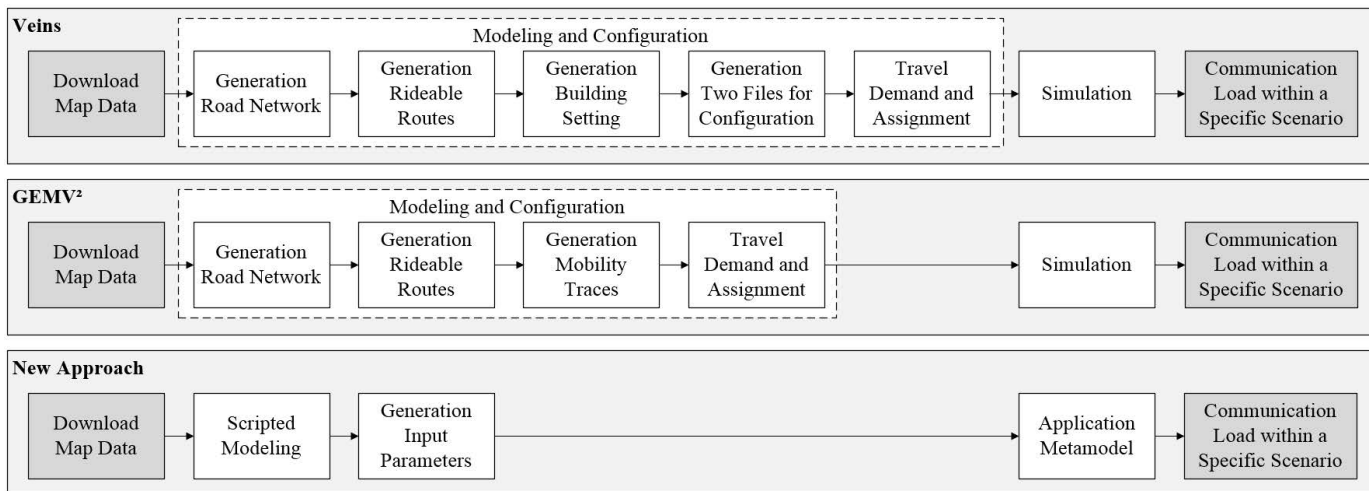 Veins
Modeling and Configuration
Download
Map Data
Generation
Road Network
Generation
Rideable
Routes
Generation
Building
Setting
Generation
Two Files for
Configuration
Travel
Demand and
Assignment
Simulation
Communication
Load within a
Specific Scenario
GEMV²
Modeling and Configuration
Download
Map Data
Generation
Road Network
Generation
Rideable
Routes
Generation
Mobility
Traces
Travel
Demand and
Assignment
Simulation
Communication
Load within a
Specific Scenario
New Approach
Download
Map Data
Scripted
Modeling
Generation
Input
Parameters
Application
Metamodel
Communication
Load within a
Specific Scenario